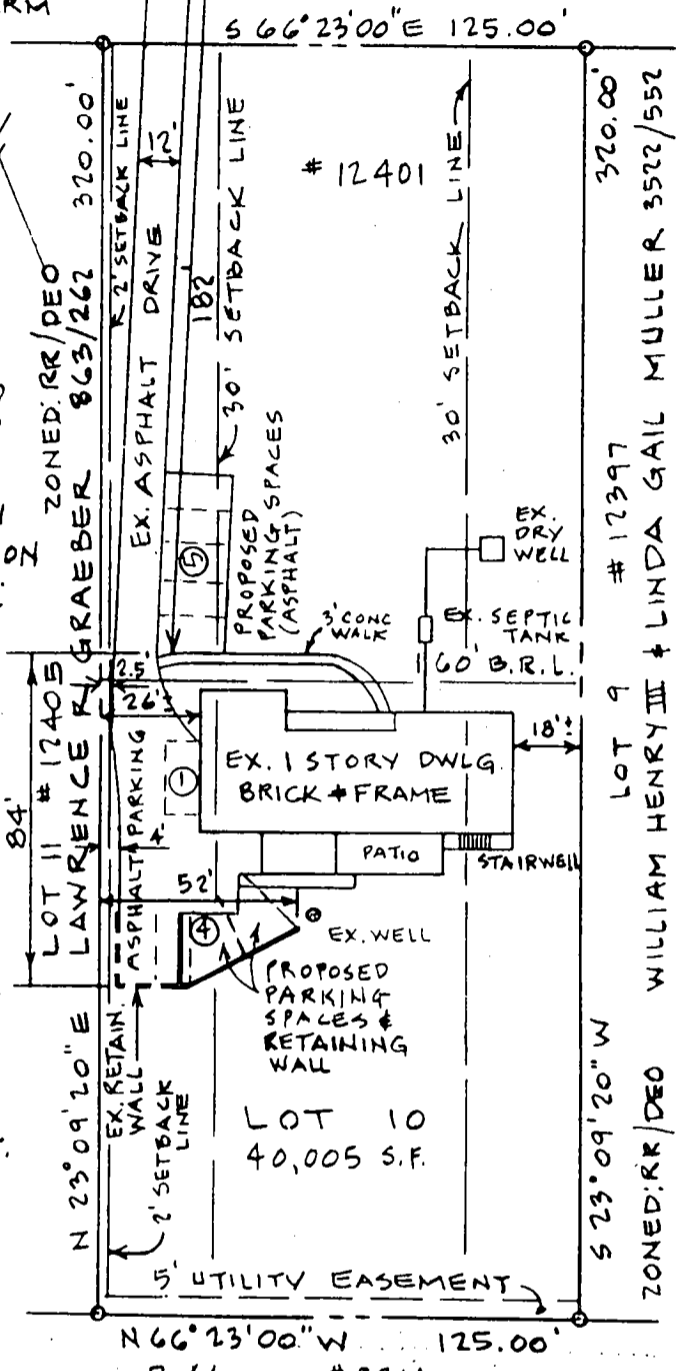 RM
S 66°23'00"E 125.00'
320.00'
2' SETBACK LINE
12'
EX. ASPHALT DRIVE
182
30' SETBACK LINE
# 12401
30' SETBACK LINE
320.00'
ZONED: RR/DEO
LOT 11 # 12405
LAWRENCE R GRAEBER 863/262
N 23°09'20"E
5
PROPOSED
PARKING SPACES
(ASPHALT)
3' CONC
WALK
EX.
DRY
WELL
EX. SEPTIC
TANK
60' B.R.L.
2.5'
26'
18'±
84'
ASPHALT PARKING
1
4'
EX. 1 STORY DWLG.
BRICK & FRAME
PATIO
STAIRWELL
52'
4
EX. WELL
PROPOSED
PARKING
SPACES &
RETAINING
WALL
EX. RETAIN.
WALL
2' SETBACK
LINE
LOT 10
40,005 S.F.
5' UTILITY EASEMENT
N 66°23'00"W 125.00'
LOT 9 # 12397
WILLIAM HENRY III & LINDA GAIL MULLER 3522/552
S 23°09'20"W
ZONED: RR/DEO